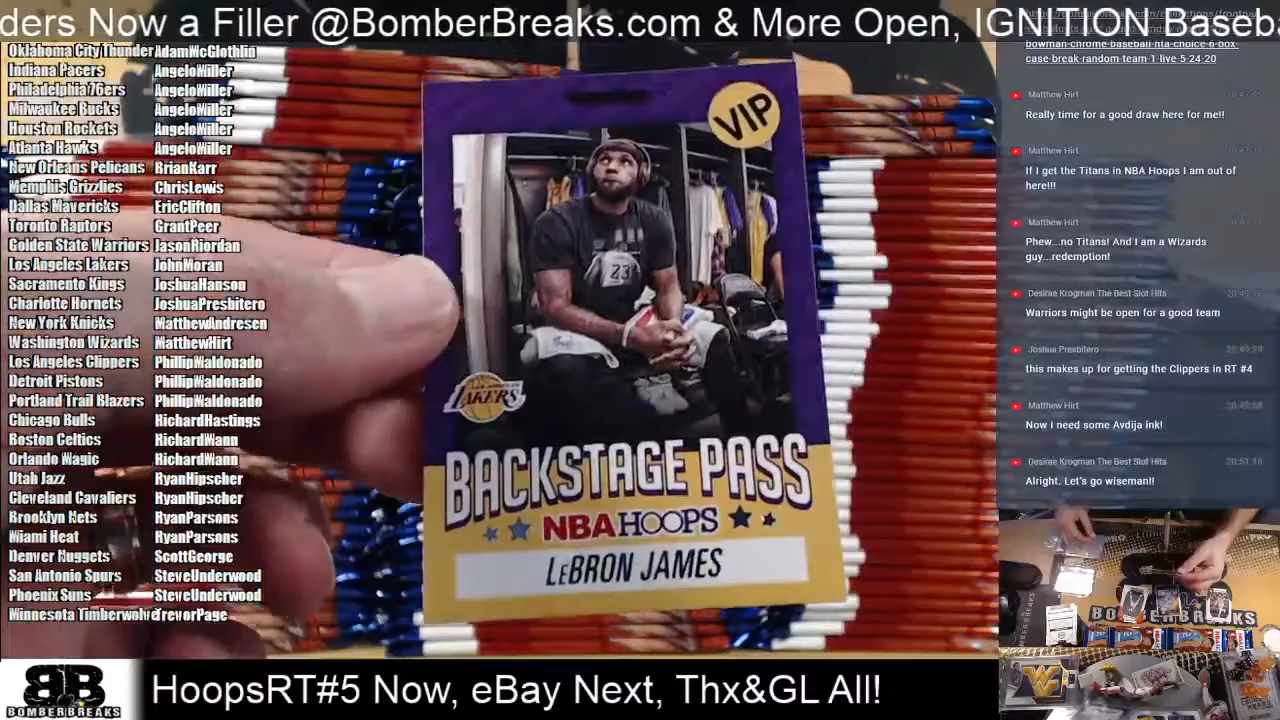 ders Now a Filler @BomberBreaks.com & More Open, IGNITION Baseba
Oklahoma City Thunder AdamMcGlothlin
Indiana Pacers AngeloMiller
Philadelphia 76ers AngeloMiller
Milwaukee Bucks AngeloMiller
Houston Rockets AngeloMiller
Atlanta Hawks AngeloMiller
New Orleans Pelicans BrianKarr
Memphis Grizzlies ChrisLewis
Dallas Mavericks EricClifton
Toronto Raptors GrantPeer
Golden State Warriors JasonRiordan
Los Angeles Lakers JohnMoran
Sacramento Kings JoshuaHanson
Charlotte Hornets JoshuaPresbitero
New York Knicks MatthewAndresen
Washington Wizards MatthewHirt
Los Angeles Clippers PhillipMaldonado
Detroit Pistons PhillipMaldonado
Portland Trail Blazers PhillipMaldonado
Chicago Bulls RichardHastings
Boston Celtics RichardWann
Orlando Magic RichardWann
Utah Jazz RyanHipscher
Cleveland Cavaliers RyanHipscher
Brooklyn Nets RyanParsons
Miami Heat RyanParsons
Denver Nuggets ScottGeorge
San Antonio Spurs SteveUnderwood
Phoenix Suns SteveUnderwood
Minnesota Timberwolve TrevorPage
VIP
23
LAKERS
BACKSTAGE PASS
NBA HOOPS
LeBRON JAMES
bowman-chrome-baseball-hta-choice-6-box-
case-break-random-team-1-live-5-24-20
Matthew Hirt
Really time for a good draw here for me!!
Matthew Hirt
If I get the Titans in NBA Hoops I am out of
here!!!
Matthew Hirt
Phew...no Titans! And I am a Wizards
guy...redemption!
Desirae Krogman The Best Slot Hits
Warriors might be open for a good team
Joshua Presbitero
this makes up for getting the Clippers in RT #4
Matthew Hirt
Now I need some Avdija ink!
Desirae Krogman The Best Slot Hits
Alright. Let's go wiseman!!
BOMBERBREAKS
BB
BOMBERBREAKS
HoopsRT#5 Now, eBay Next, Thx&GL All!